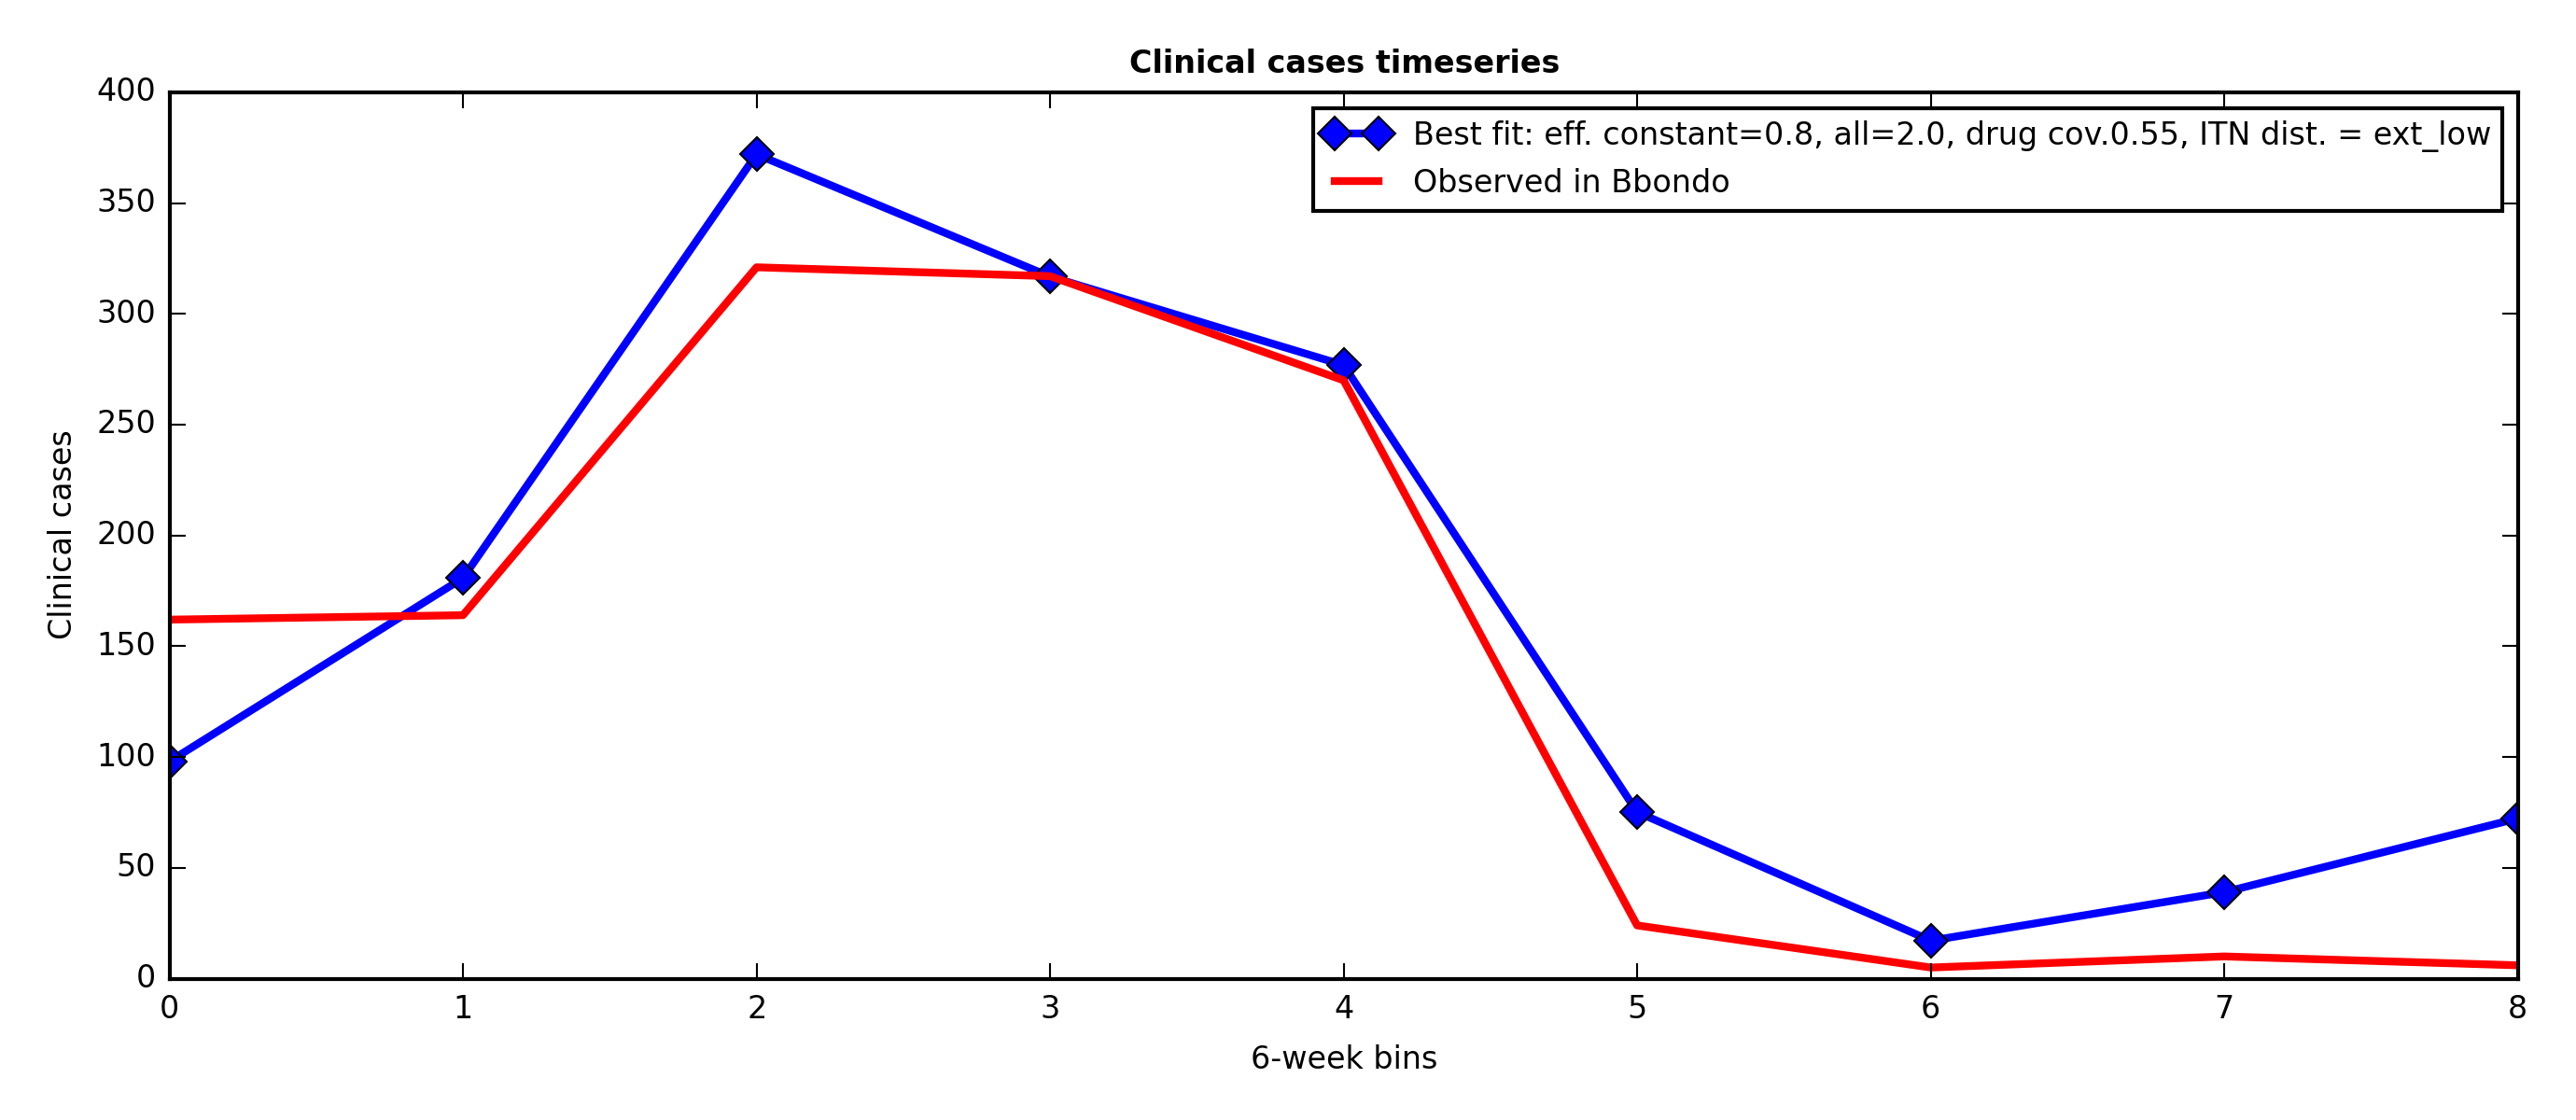 Clinical cases timeseries
Best fit: eff. constant=0.8, all=2.0, drug cov.0.55, ITN dist. = ext_low
Observed in Bbondo
Clinical cases
400
350
300
250
200
150
100
50
0
0 1 2 3 4 5 6 7 8
6-week bins